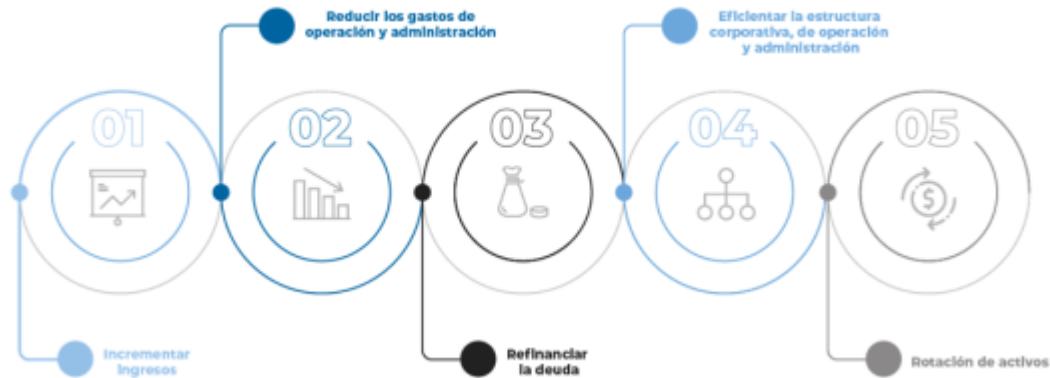 Reducir los gastos de
operación y administración
Eficientar la estructura
corporativa, de operación
y administración
01
02
03
04
05
$
Incrementar
ingresos
Refinanciar
la deuda
Rotación de activos